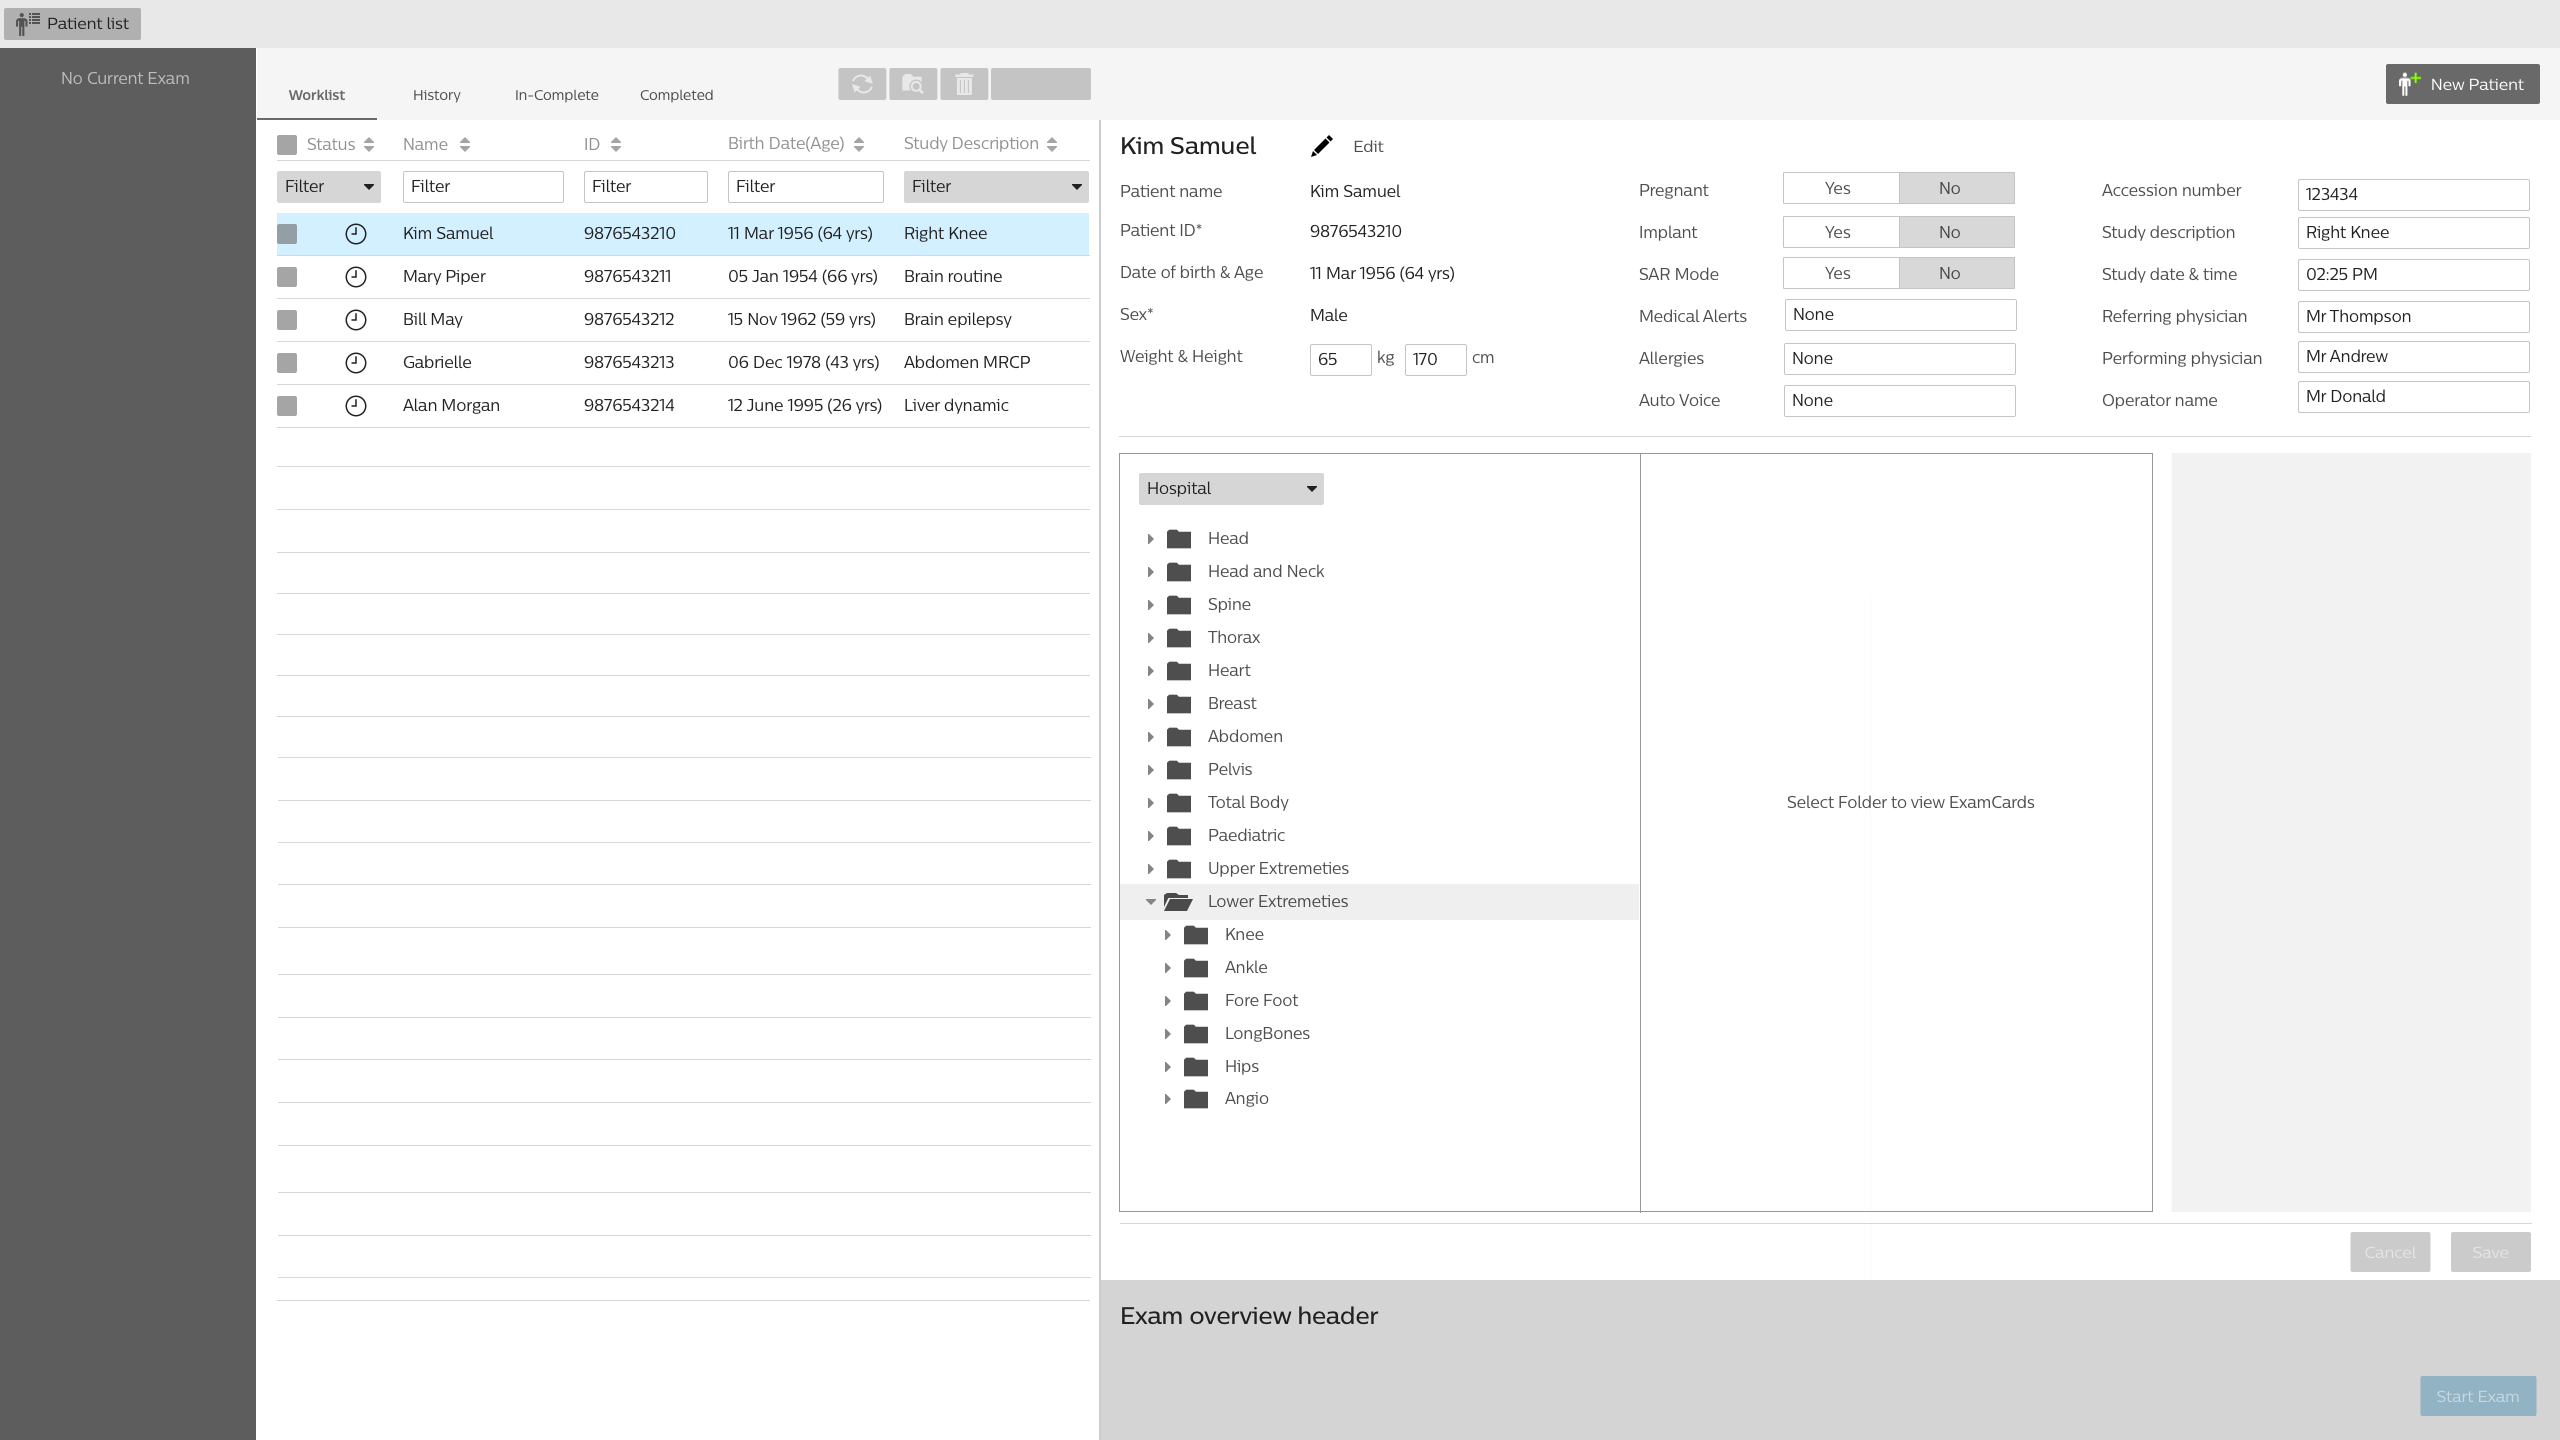 Patient list
No Current Exam
Worklist
History
In-Complete
Completed
New Patient
Status
Name
ID
Birth Date(Age)
Study Description
Filter
Filter
Filter
Filter
Filter
Kim Samuel 9876543210 11 Mar 1956 (64 yrs) Right Knee
Mary Piper 9876543211 05 Jan 1954 (66 yrs) Brain routine
Bill May 9876543212 15 Nov 1962 (59 yrs) Brain epilepsy
Gabrielle 9876543213 06 Dec 1978 (43 yrs) Abdomen MRCP
Alan Morgan 9876543214 12 June 1995 (26 yrs) Liver dynamic
Kim Samuel
Edit
Patient name Kim Samuel
Patient ID* 9876543210
Date of birth & Age 11 Mar 1956 (64 yrs)
Sex* Male
Weight & Height 65 kg 170 cm
Pregnant Yes No
Implant Yes No
SAR Mode Yes No
Medical Alerts None
Allergies None
Auto Voice None
Accession number 123434
Study description Right Knee
Study date & time 02:25 PM
Referring physician Mr Thompson
Performing physician Mr Andrew
Operator name Mr Donald
Hospital
Head
Head and Neck
Spine
Thorax
Heart
Breast
Abdomen
Pelvis
Total Body
Paediatric
Upper Extremeties
Lower Extremeties
Knee
Ankle
Fore Foot
LongBones
Hips
Angio
Select Folder to view ExamCards
Cancel
Save
Exam overview header
Start Exam